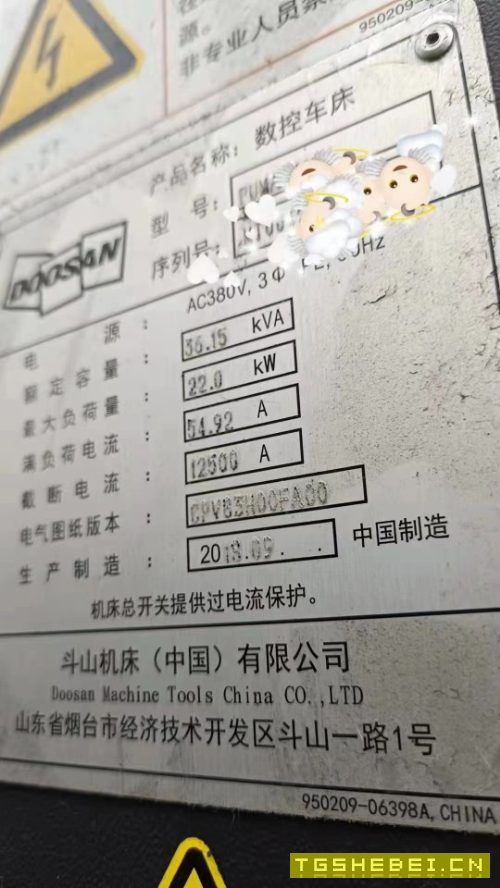 源。
非专业人员禁
950209-
DOOSAN
产品名称：数控车床
型 号：PUM
序列号：
电 源：AC380V, 3Φ
额定容量：36.15 kVA
最大负荷量：22.0 kW
满负荷电流：54.92 A
截断电流：12500 A
电气图纸版本：CPV83H00FA00
生产制造：2018.09. 中国制造
机床总开关提供过电流保护。
斗山机床（中国）有限公司
Doosan Machine Tools China CO.,LTD
山东省烟台市经济技术开发区斗山一路1号
950209-06398A, CHINA
TGSHEBEI.CN